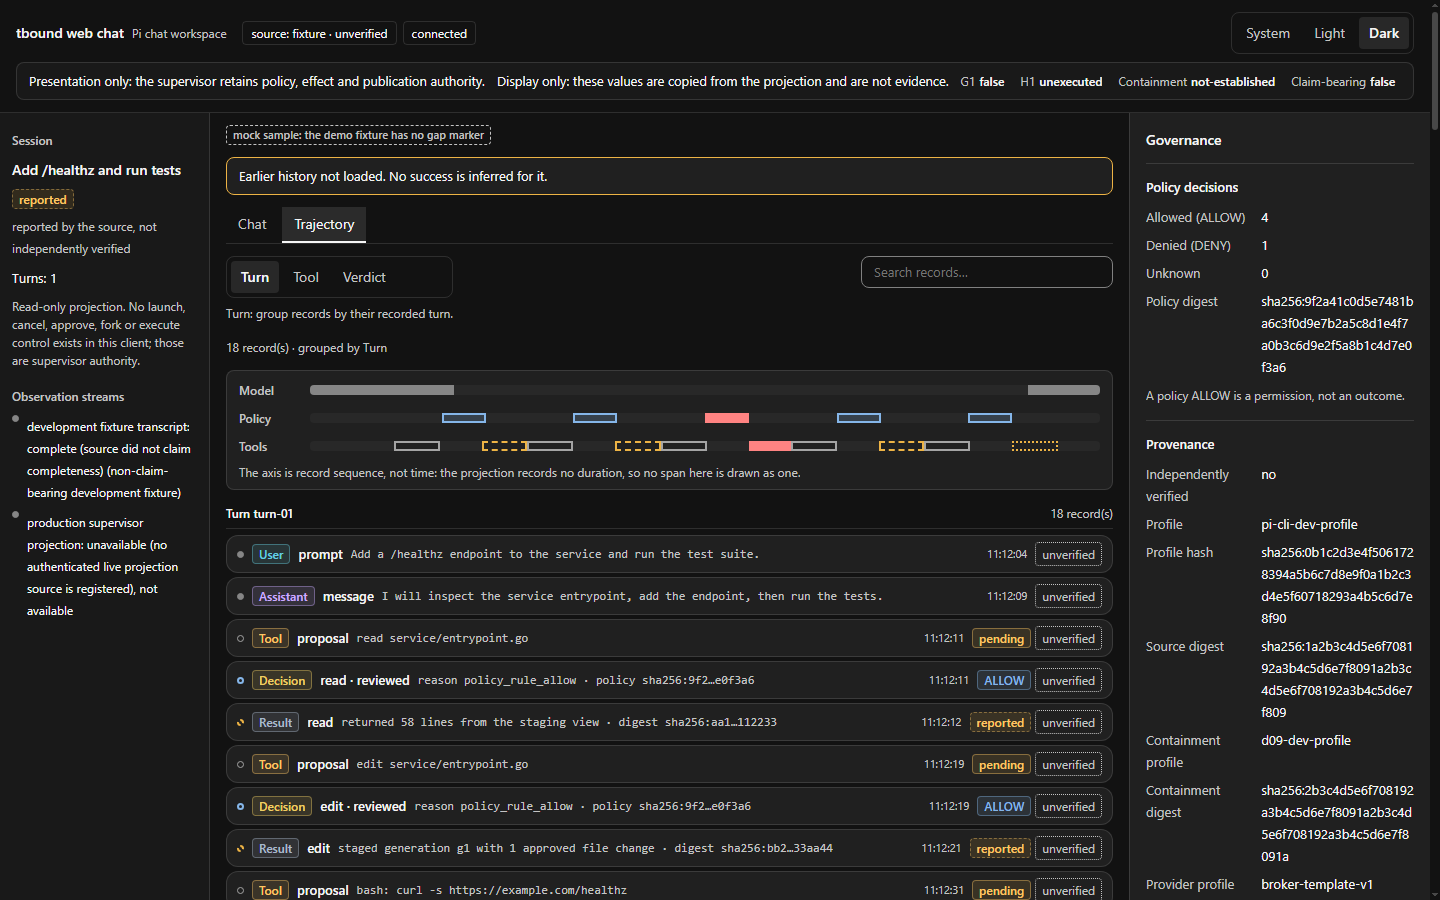 tbound web chat Pi chat workspace source: fixture · unverified connected System Light Dark
Presentation only: the supervisor retains policy, effect and publication authority. Display only: these values are copied from the projection and are not evidence. G1 false H1 unexecuted Containment not-established Claim-bearing false
Session
Add /healthz and run tests
reported
reported by the source, not
independently verified
Turns: 1
Read-only projection. No launch,
cancel, approve, fork or execute
control exists in this client; those
are supervisor authority.
Observation streams
development fixture transcript:
complete (source did not claim
completeness) (non-claim-
bearing development fixture)
production supervisor
projection: unavailable (no
authenticated live projection
source is registered), not
available
mock sample: the demo fixture has no gap marker
Earlier history not loaded. No success is inferred for it.
Chat Trajectory
Turn Tool Verdict
Search records...
Turn: group records by their recorded turn.
18 record(s) · grouped by Turn
Model
Policy
Tools
The axis is record sequence, not time: the projection records no duration, so no span here is drawn as one.
Turn turn-01 18 record(s)
User prompt Add a /healthz endpoint to the service and run the test suite. 11:12:04 unverified
Assistant message I will inspect the service entrypoint, add the endpoint, then run the tests. 11:12:09 unverified
Tool proposal read service/entrypoint.go 11:12:11 pending unverified
Decision read · reviewed reason policy_rule_allow · policy sha256:9f2…e0f3a6 11:12:11 ALLOW unverified
Result read returned 58 lines from the staging view · digest sha256:aa1…112233 11:12:12 reported unverified
Tool proposal edit service/entrypoint.go 11:12:19 pending unverified
Decision edit · reviewed reason policy_rule_allow · policy sha256:9f2…e0f3a6 11:12:19 ALLOW unverified
Result edit staged generation g1 with 1 approved file change · digest sha256:bb2…33aa44 11:12:21 reported unverified
Tool proposal bash: curl -s https://example.com/healthz 11:12:31 pending unverified
Governance
Policy decisions
Allowed (ALLOW) 4
Denied (DENY) 1
Unknown 0
Policy digest sha256:9f2a41c0d5e7481b
a6c3f0d9e7b2a5c8d1e4f7
a0b3c6d9e2f5a8b1c4d7e0
f3a6
A policy ALLOW is a permission, not an outcome.
Provenance
Independently no
verified
Profile pi-cli-dev-profile
Profile hash sha256:0b1c2d3e4f506172
8394a5b6c7d8e9f0a1b2c3
d4e5f60718293a4b5c6d7e
8f90
Source digest sha256:1a2b3c4d5e6f7081
92a3b4c5d6e7f8091a2b3c
4d5e6f708192a3b4c5d6e7
f809
Containment d09-dev-profile
profile
Containment sha256:2b3c4d5e6f708192
digest a3b4c5d6e7f8091a2b3c4d
5e6f708192a3b4c5d6e7f8
091a
Provider profile broker-template-v1